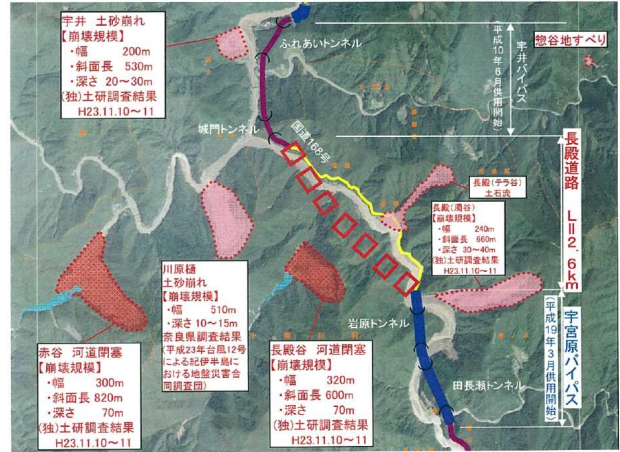 宇井 土砂崩れ
【崩壊規模】
・幅 200m
・斜面長 530m
・深さ 20～30m
(独)土研調査結果
H23.11.10～11
ふれあいトンネル
宇井バイパス
(平成10年6月供用開始)
惣谷地すべり
城門トンネル
国道168号
長殿道路 L=2.6km
長殿(テラ谷)
土石流
長殿(濁谷)
【崩壊規模】
・幅 240m
・斜面長 660m
・深さ 30～40m
(独)土研調査結果
H23.11.10～11
川原樋
土砂崩れ
【崩壊規模】
・幅 510m
・深さ 10～15m
奈良県調査結果
(平成23年台風12号
による紀伊半島に
おける地盤災害合
同調査団)
岩原トンネル
宇宮原バイパス
(平成19年3月供用開始)
赤谷 河道閉塞
【崩壊規模】
・幅 300m
・斜面長 820m
・深さ 70m
(独)土研調査結果
H23.11.10～11
長殿谷 河道閉塞
【崩壊規模】
・幅 320m
・斜面長 600m
・深さ 70m
(独)土研調査結果
H23.11.10～11
田長瀬トンネル